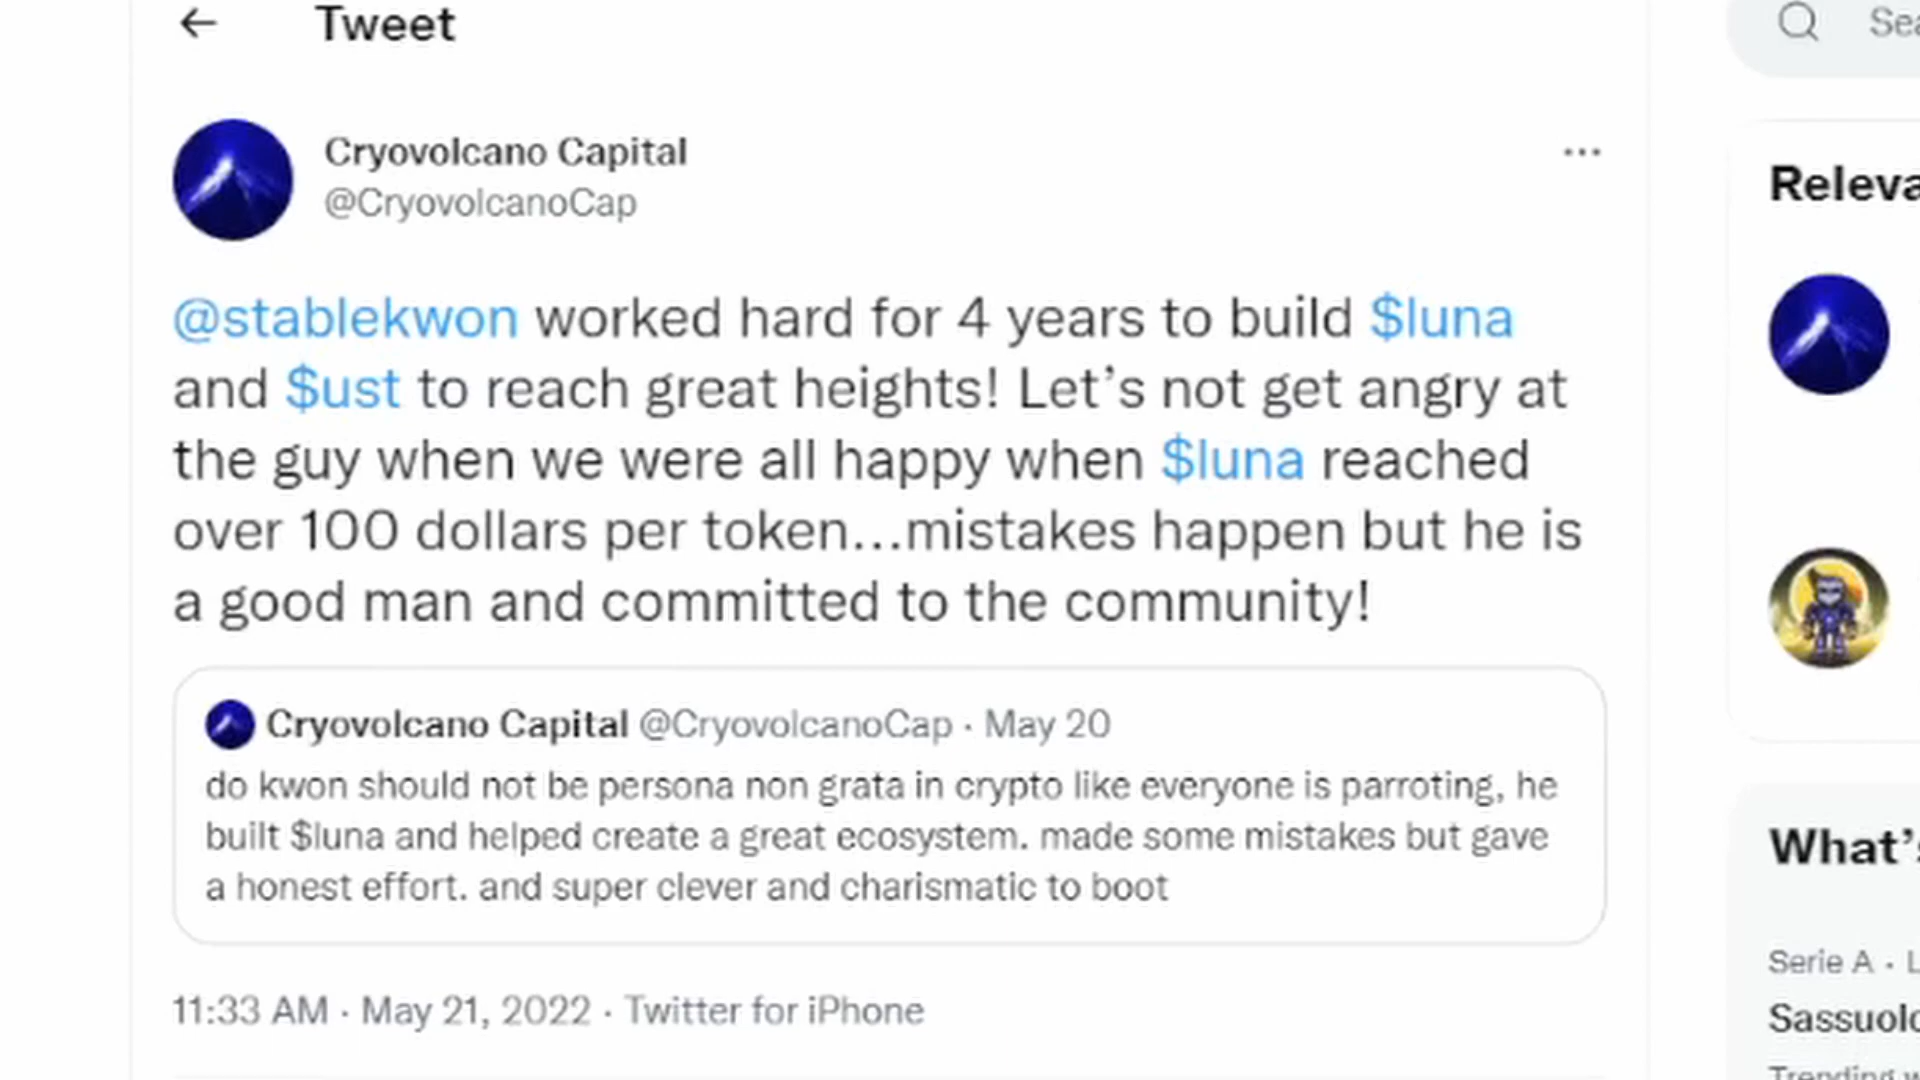 Tweet
Cryovolcano Capital
@CryovolcanoCap
@stablekwon worked hard for 4 years to build $luna
and $ust to reach great heights! Let’s not get angry at
the guy when we were all happy when $luna reached
over 100 dollars per token...mistakes happen but he is
a good man and committed to the community!
Cryovolcano Capital @CryovolcanoCap · May 20
do kwon should not be persona non grata in crypto like everyone is parroting, he
built $luna and helped create a great ecosystem. made some mistakes but gave
a honest effort. and super clever and charismatic to boot
11:33 AM · May 21, 2022 · Twitter for iPhone
Sea
Releva
What’s
Serie A · L
Sassuolo
Trending w